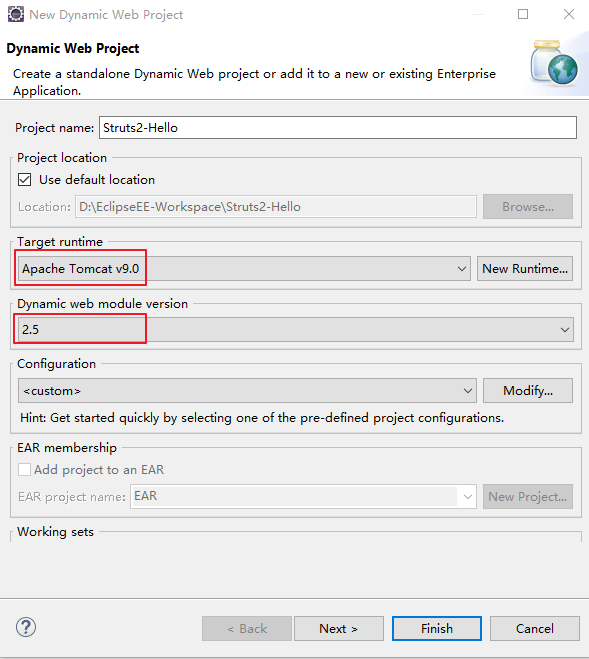 New Dynamic Web Project
Dynamic Web Project
Create a standalone Dynamic Web project or add it to a new or existing Enterprise
Application.
Project name: Struts2-Hello
Project location
Use default location
Location: D:\EclipseEE-Workspace\Struts2-Hello Browse...
Target runtime
Apache Tomcat v9.0 New Runtime...
Dynamic web module version
2.5
Configuration
<custom> Modify...
Hint: Get started quickly by selecting one of the pre-defined project configurations.
EAR membership
Add project to an EAR
EAR project name: EAR New Project...
Working sets
? < Back Next > Finish Cancel